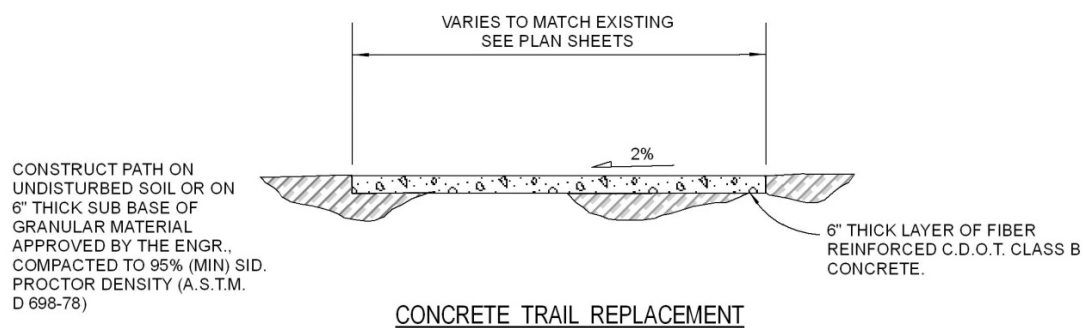 VARIES TO MATCH EXISTING
SEE PLAN SHEETS
2%
CONSTRUCT PATH ON
UNDISTURBED SOIL OR ON
6" THICK SUB BASE OF
GRANULAR MATERIAL
APPROVED BY THE ENGR.,
COMPACTED TO 95% (MIN) SID.
PROCTOR DENSITY (A.S.T.M.
D 698-78)
6" THICK LAYER OF FIBER
REINFORCED C.D.O.T. CLASS B
CONCRETE.
CONCRETE TRAIL REPLACEMENT